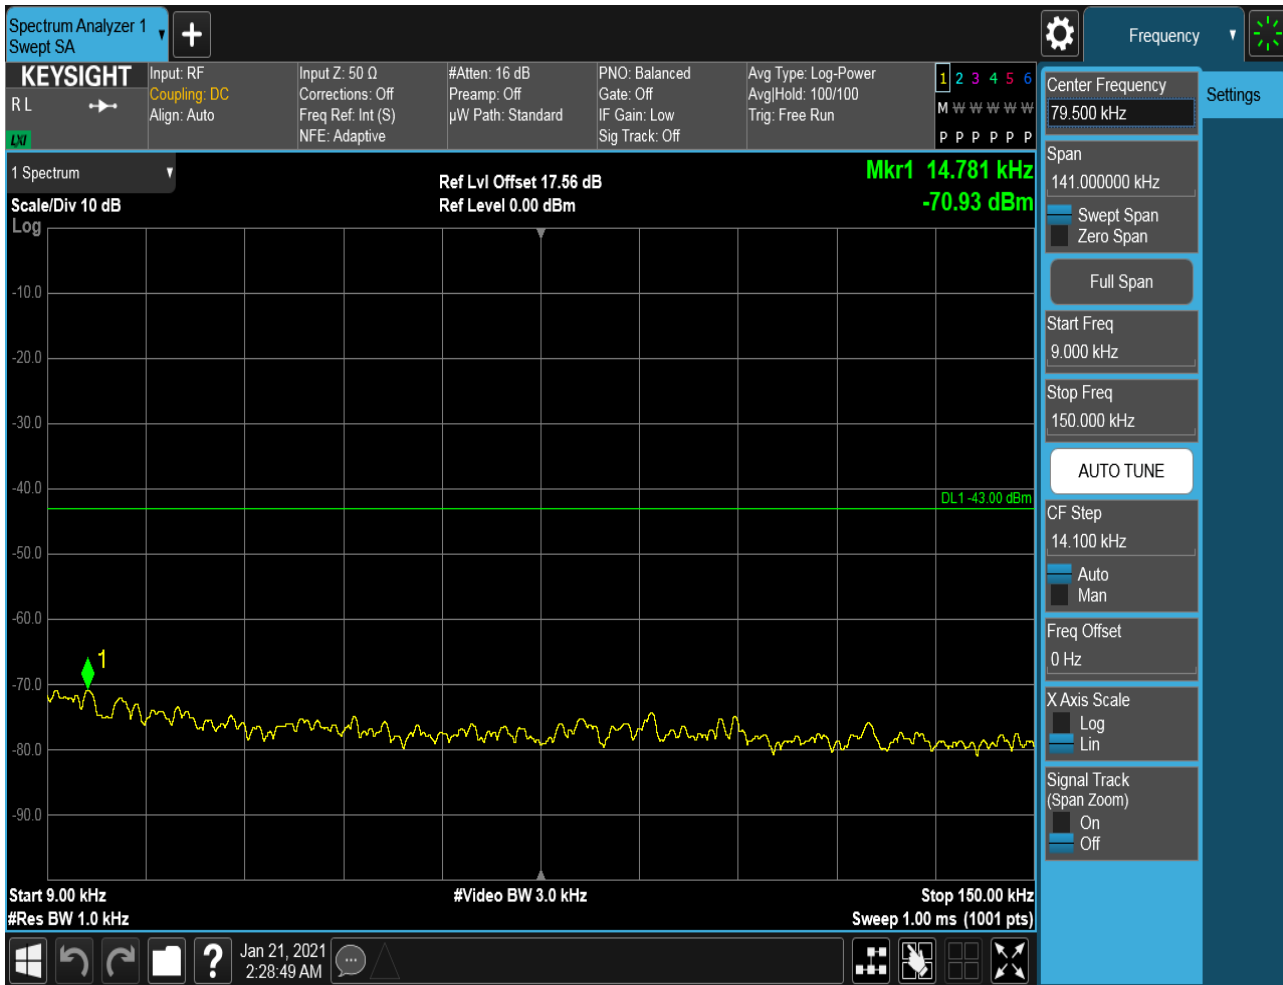 Spectrum Analyzer 1
Swept SA
+
Frequency
KEYSIGHT
R L
LXI
Input: RF
Coupling: DC
Align: Auto
Input Z: 50 Ω
Corrections: Off
Freq Ref: Int (S)
NFE: Adaptive
#Atten: 16 dB
Preamp: Off
µW Path: Standard
PNO: Balanced
Gate: Off
IF Gain: Low
Sig Track: Off
Avg Type: Log-Power
Avg|Hold: 100/100
Trig: Free Run
1 2 3 4 5 6
M W W W W W
P P P P P P
1 Spectrum
Scale/Div 10 dB
Log
Ref Lvl Offset 17.56 dB
Ref Level 0.00 dBm
Mkr1 14.781 kHz
-70.93 dBm
-10.0
-20.0
-30.0
-40.0
DL1 -43.00 dBm
-50.0
-60.0
1
-70.0
-80.0
-90.0
Start 9.00 kHz
#Res BW 1.0 kHz
#Video BW 3.0 kHz
Stop 150.00 kHz
Sweep 1.00 ms (1001 pts)
?
Jan 21, 2021
2:28:49 AM
Center Frequency
79.500 kHz
Span
141.000000 kHz
Swept Span
Zero Span
Full Span
Start Freq
9.000 kHz
Stop Freq
150.000 kHz
AUTO TUNE
CF Step
14.100 kHz
Auto
Man
Freq Offset
0 Hz
X Axis Scale
Log
Lin
Signal Track
(Span Zoom)
On
Off
Settings